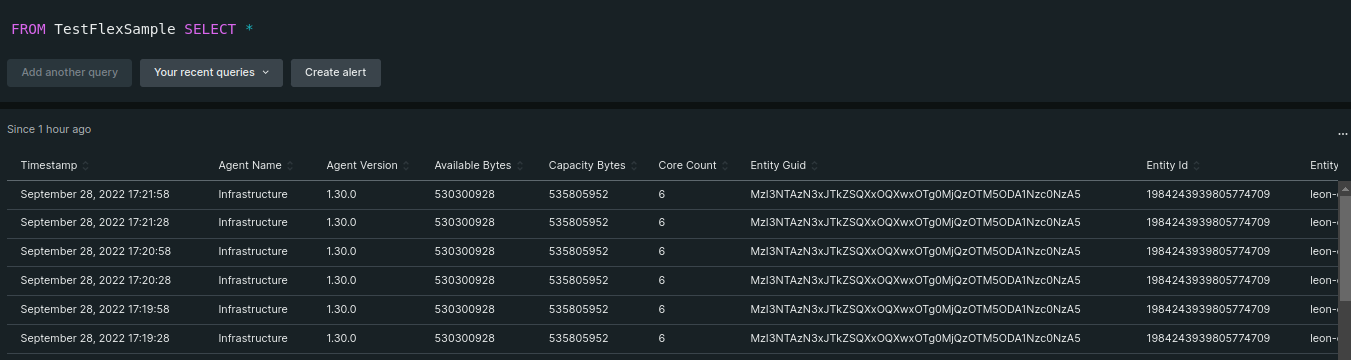 FROM TestFlexSample SELECT *
Add another query Your recent queries Create alert
Since 1 hour ago
...
Timestamp Agent Name Agent Version Available Bytes Capacity Bytes Core Count Entity Guid Entity Id Entity
September 28, 2022 17:21:58 Infrastructure 1.30.0 530300928 535805952 6 MzI3NTAzN3xJTkZSQXxOQXwxOTg0MjQzOTM5ODA1Nzc0NzA5 1984243939805774709 leon-
September 28, 2022 17:21:28 Infrastructure 1.30.0 530300928 535805952 6 MzI3NTAzN3xJTkZSQXxOQXwxOTg0MjQzOTM5ODA1Nzc0NzA5 1984243939805774709 leon-
September 28, 2022 17:20:58 Infrastructure 1.30.0 530300928 535805952 6 MzI3NTAzN3xJTkZSQXxOQXwxOTg0MjQzOTM5ODA1Nzc0NzA5 1984243939805774709 leon-
September 28, 2022 17:20:28 Infrastructure 1.30.0 530300928 535805952 6 MzI3NTAzN3xJTkZSQXxOQXwxOTg0MjQzOTM5ODA1Nzc0NzA5 1984243939805774709 leon-
September 28, 2022 17:19:58 Infrastructure 1.30.0 530300928 535805952 6 MzI3NTAzN3xJTkZSQXxOQXwxOTg0MjQzOTM5ODA1Nzc0NzA5 1984243939805774709 leon-
September 28, 2022 17:19:28 Infrastructure 1.30.0 530300928 535805952 6 MzI3NTAzN3xJTkZSQXxOQXwxOTg0MjQzOTM5ODA1Nzc0NzA5 1984243939805774709 leon-